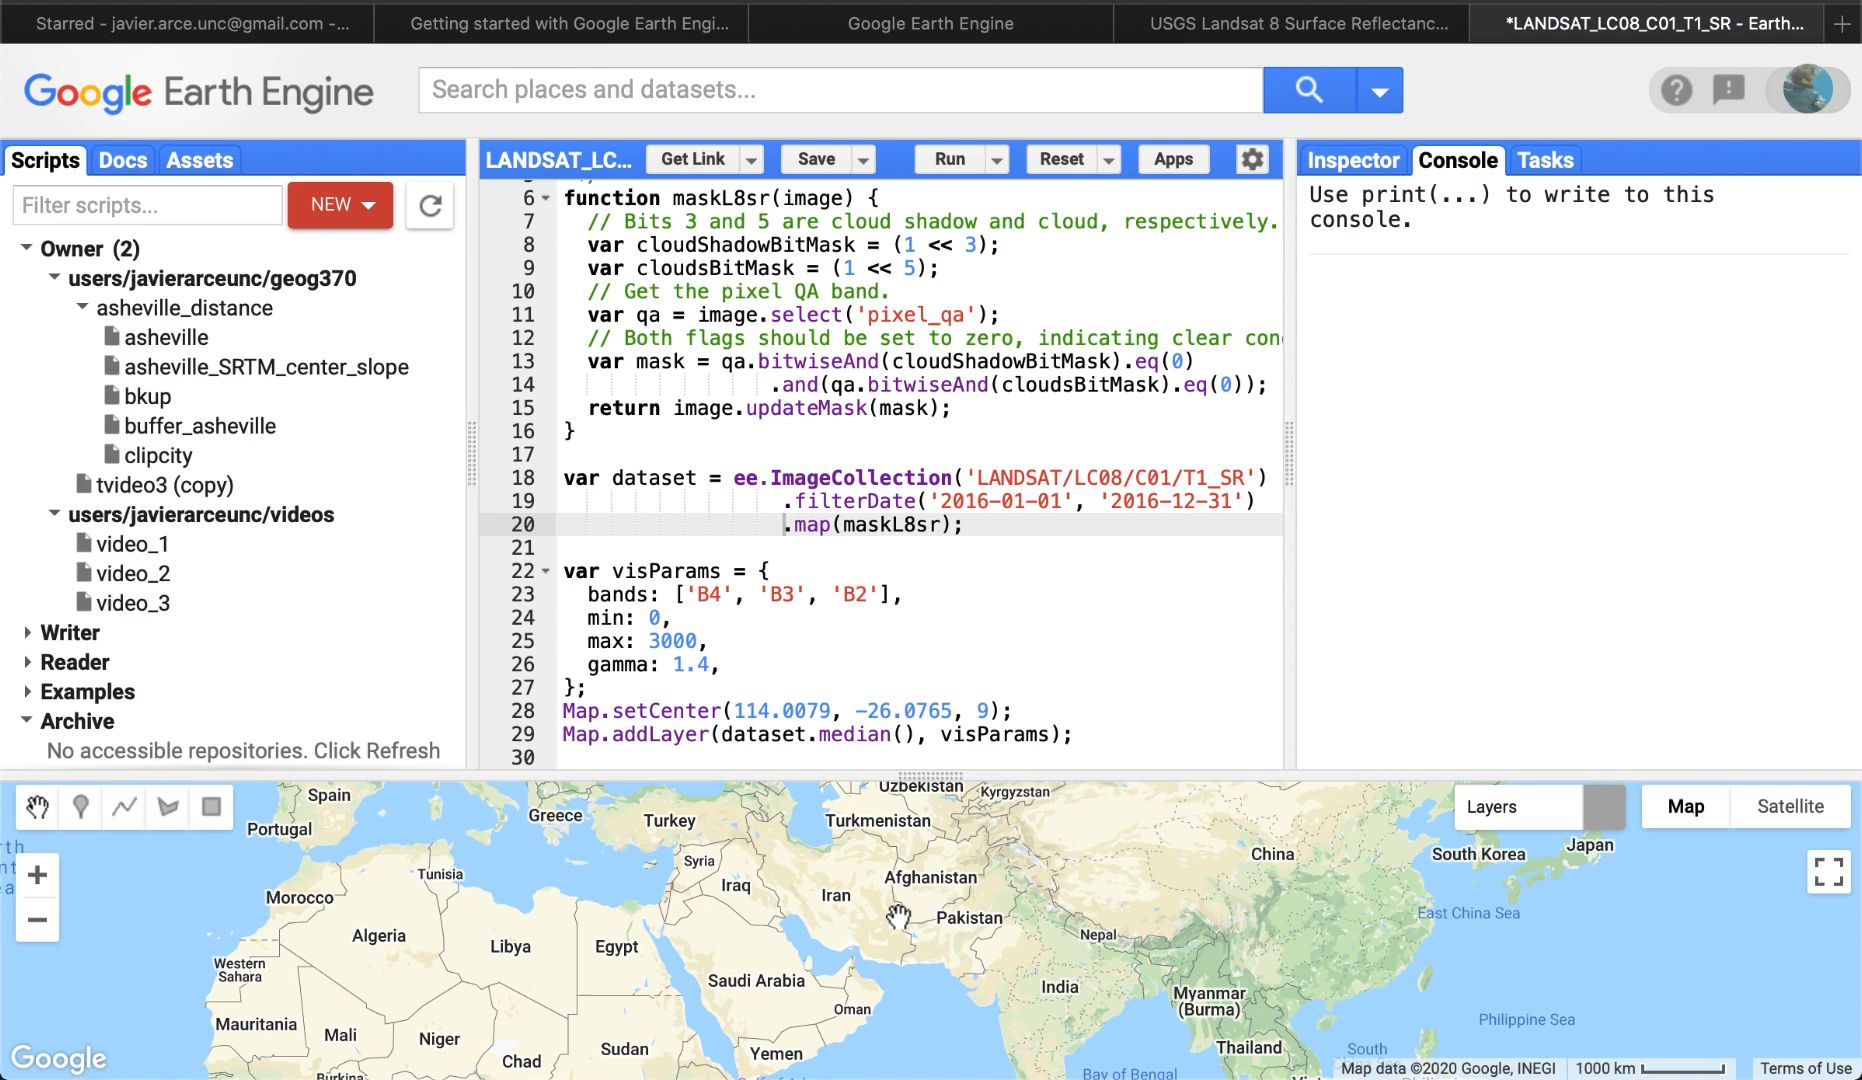 Starred - javier.arce.unc@gmail.com -...
Getting started with Google Earth Engi...
Google Earth Engine
USGS Landsat 8 Surface Reflectanc...
*LANDSAT_LC08_C01_T1_SR - Earth...
Google Earth Engine
Search places and datasets...
Scripts Docs Assets
LANDSAT_LC... Get Link Save Run Reset Apps
Inspector Console Tasks
Filter scripts... NEW
Owner (2)
users/javierarceunc/geog370
asheville_distance
asheville
asheville_SRTM_center_slope
bkup
buffer_asheville
clipcity
tvideo3 (copy)
users/javierarceunc/videos
video_1
video_2
video_3
Writer
Reader
Examples
Archive
No accessible repositories. Click Refresh
6 function maskL8sr(image) {
7 // Bits 3 and 5 are cloud shadow and cloud, respectively.
8 var cloudShadowBitMask = (1 << 3);
9 var cloudsBitMask = (1 << 5);
10 // Get the pixel QA band.
11 var qa = image.select('pixel_qa');
12 // Both flags should be set to zero, indicating clear con
13 var mask = qa.bitwiseAnd(cloudShadowBitMask).eq(0)
14 .and(qa.bitwiseAnd(cloudsBitMask).eq(0));
15 return image.updateMask(mask);
16 }
17
18 var dataset = ee.ImageCollection('LANDSAT/LC08/C01/T1_SR')
19 .filterDate('2016-01-01', '2016-12-31')
20 .map(maskL8sr);
21
22 var visParams = {
23 bands: ['B4', 'B3', 'B2'],
24 min: 0,
25 max: 3000,
26 gamma: 1.4,
27 };
28 Map.setCenter(114.0079, -26.0765, 9);
29 Map.addLayer(dataset.median(), visParams);
30
Use print(...) to write to this
console.
Layers
Map Satellite
Spain
Portugal
Greece
Turkey
Uzbekistan
Kyrgyzstan
Turkmenistan
Tunisia
Syria
Morocco
Iraq
Iran
Afghanistan
China
South Korea
Japan
Algeria
Libya
Egypt
Pakistan
Nepal
East China Sea
Western
Sahara
Saudi Arabia
India
Myanmar
(Burma)
Oman
Mauritania
Mali
Niger
Chad
Sudan
Yemen
Thailand
Philippine Sea
South
Burkina
Bay of Bengal
Google
Map data ©2020 Google, INEGI
1000 km
Terms of Use